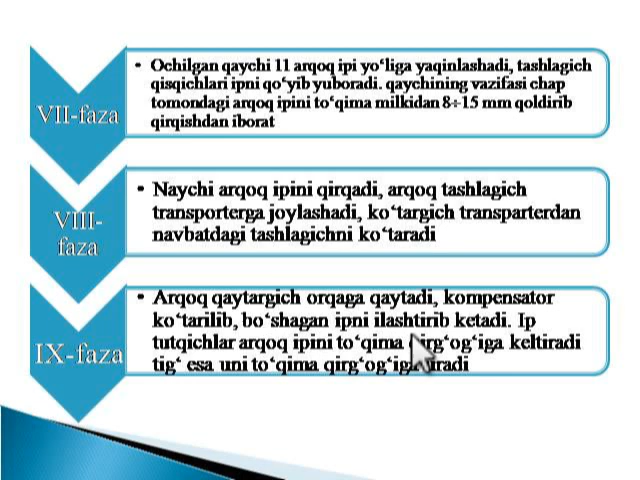 VII-faza
• Ochilgan qaychi 11 arqoq ipi yo‘liga yaqinlashadi, tashlagich
qisqichlari ipni qo‘yib yuboradi. qaychining vazifasi chap
tomondagi arqoq ipini to‘qima milkidan 8÷15 mm qoldirib
qirqishdan iborat
VIII-
faza
• Naychi arqoq ipini qirqadi, arqoq tashlagich
transporterga joylashadi, ko‘targich transparterdan
navbatdagi tashlagichni ko‘taradi
IX-faza
• Arqoq qaytargich orqaga qaytadi, kompensator
ko‘tarilib, bo‘shagan ipni ilashtirib ketadi. Ip
tutqichlar arqoq ipini to‘qima keltiradi
tig‘ esa uni to‘qima